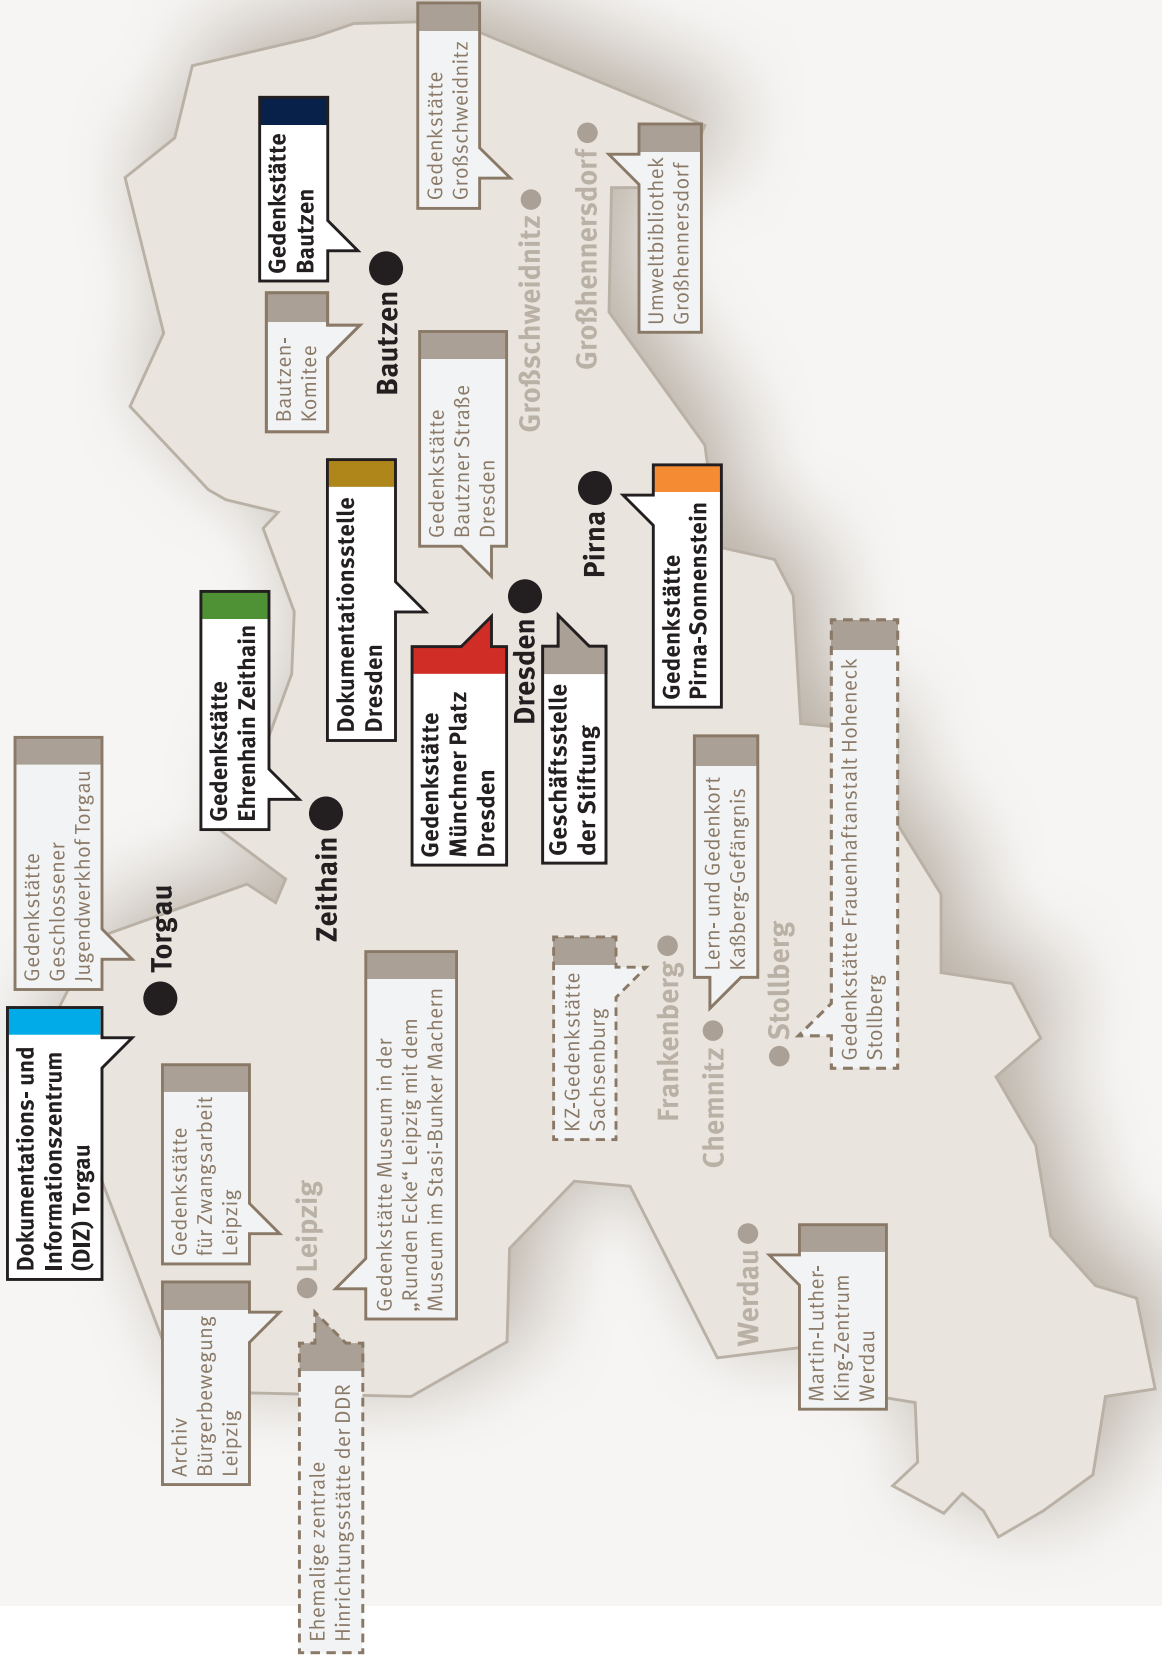 Dokumentations- und
Informationszentrum
(DIZ) Torgau
Gedenkstätte
Geschlossener
Jugendwerkhof Torgau
Torgau
Archiv
Bürgerbewegung
Leipzig
Gedenkstätte
für Zwangsarbeit
Leipzig
Leipzig
Ehemalige zentrale
Hinrichtungsstätte der DDR
Gedenkstätte Museum in der
„Runden Ecke“ Leipzig mit dem
Museum im Stasi-Bunker Machern
Gedenkstätte
Ehrenhain Zeithain
Zeithain
Gedenkstätte
Bautzen
Bautzen-
Komitee
Bautzen
Dokumentationsstelle
Dresden
Gedenkstätte
Münchner Platz
Dresden
Gedenkstätte
Bautzner Straße
Dresden
Dresden
Geschäftsstelle
der Stiftung
Gedenkstätte
Großschweidnitz
Großschweidnitz
Großhennersdorf
Umweltbibliothek
Großhennersdorf
Pirna
Gedenkstätte
Pirna-Sonnenstein
KZ-Gedenkstätte
Sachsenburg
Frankenberg
Lern- und Gedenkort
Kaßberg-Gefängnis
Chemnitz
Stollberg
Gedenkstätte Frauenhaftanstalt Hoheneck
Stollberg
Werdau
Martin-Luther-
King-Zentrum
Werdau